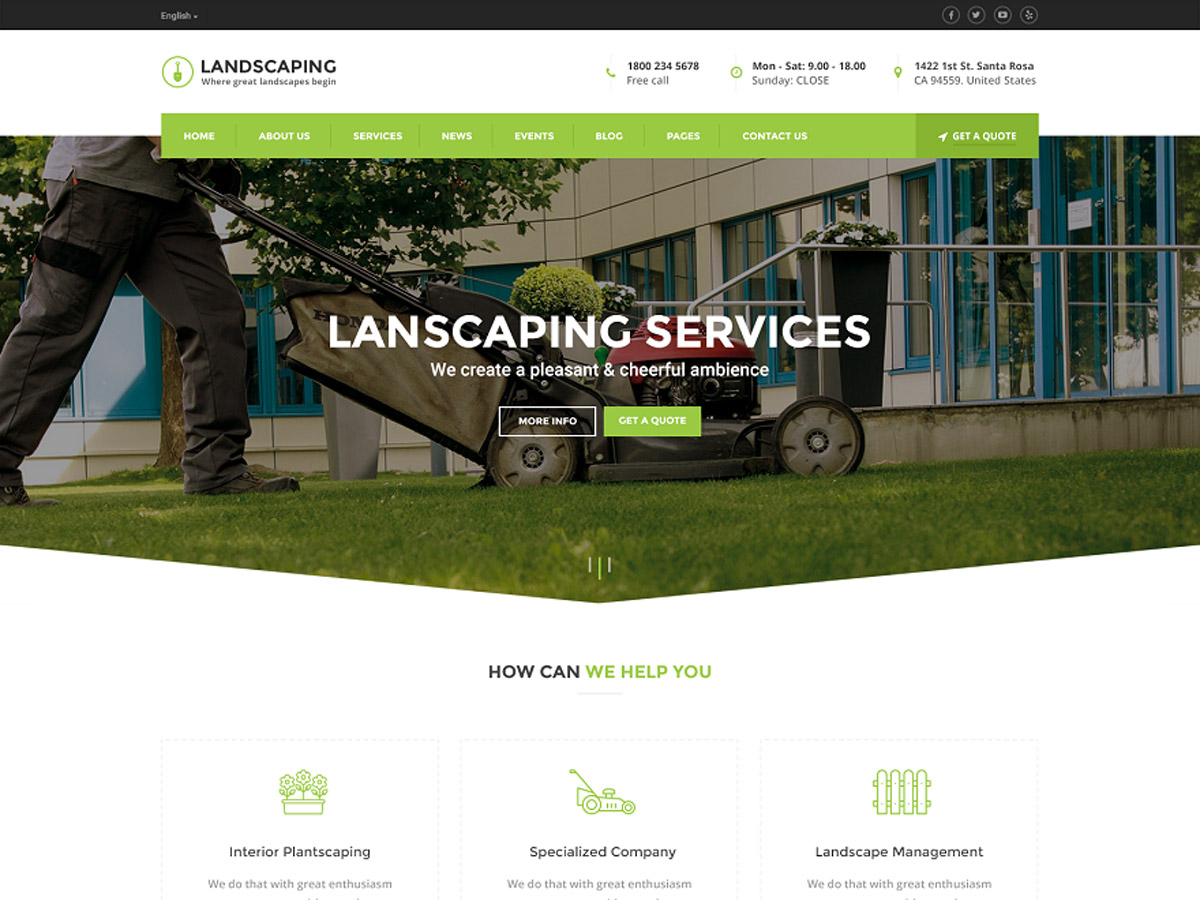 English
LANDSCAPING
Where great landscapes begin
1800 234 5678
Free call
Mon - Sat: 9.00 - 18.00
Sunday: CLOSE
1422 1st St. Santa Rosa
CA 94559. United States
HOME ABOUT US SERVICES NEWS EVENTS BLOG PAGES CONTACT US GET A QUOTE
LANSCAPING SERVICES
We create a pleasant & cheerful ambience
MORE INFO GET A QUOTE
HOW CAN WE HELP YOU
Interior Plantscaping
We do that with great enthusiasm
Specialized Company
We do that with great enthusiasm
Landscape Management
We do that with great enthusiasm